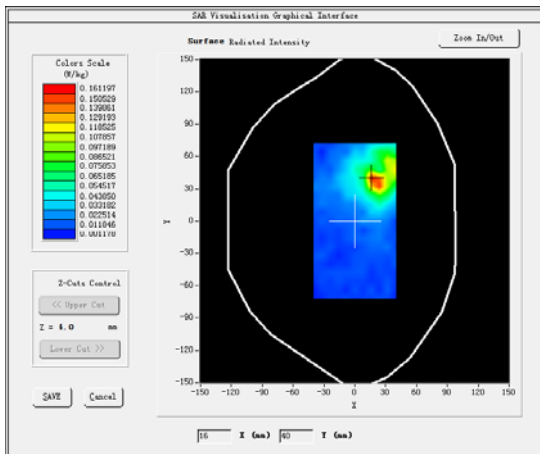 SAR Visualisation Graphical Interface
Surface Radiated Intensity
Zoom In/Out
Colors Scale
(W/kg)
0.161197
0.150529
0.139861
0.129193
0.118525
0.107857
0.097189
0.086521
0.075853
0.065185
0.054517
0.043850
0.033182
0.022514
0.011846
0.001178
150
120
90
60
30
0
-30
-60
-90
-120
-150
Y
-150 -120 -90 -60 -30 0 30 60 90 120 150
X
Z-Cuts Control
<< Upper Cut
Z = 4.0 mm
Lower Cut >>
SAVE Cancel
16 X (mm) 40 Y (mm)